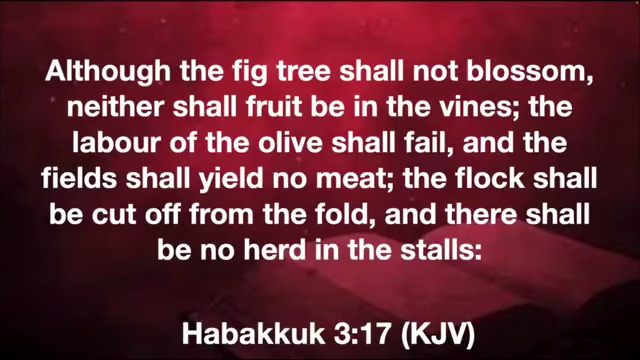 Although the fig tree shall not blossom,
neither shall fruit be in the vines; the
labour of the olive shall fail, and the
fields shall yield no meat; the flock shall
be cut off from the fold, and there shall
be no herd in the stalls:
Habakkuk 3:17 (KJV)